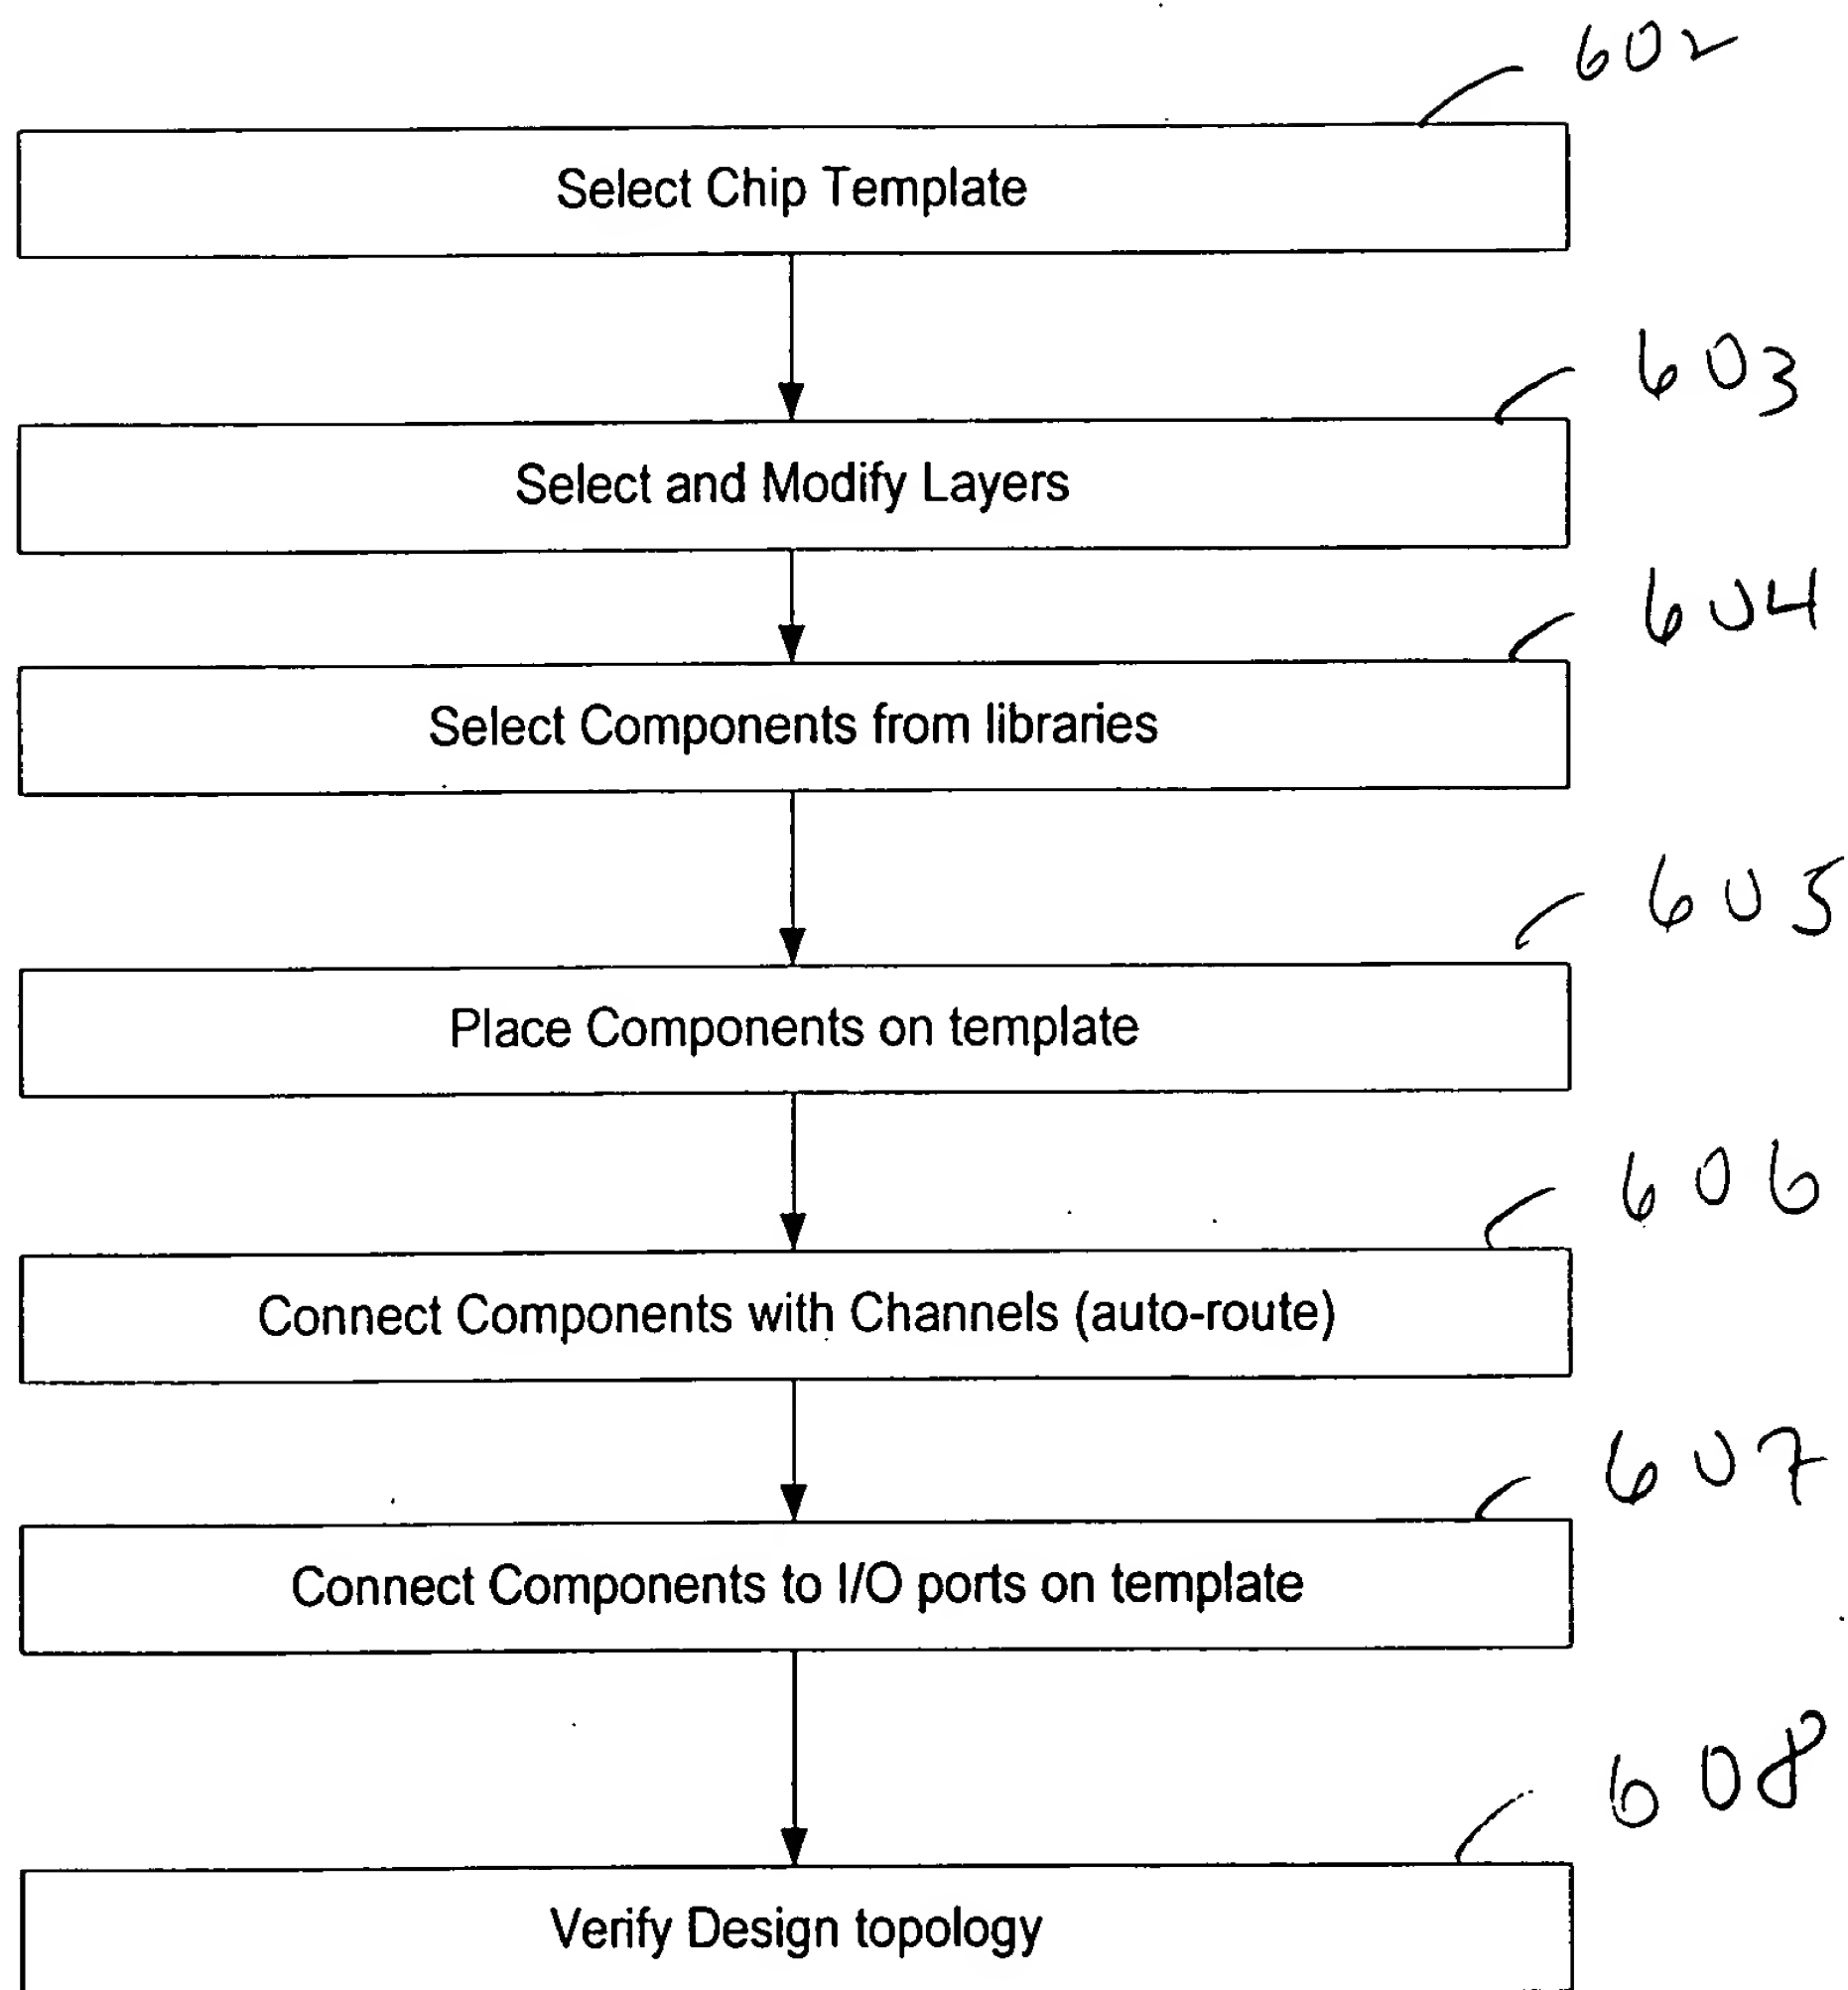 602
Select Chip Template
603
Select and Modify Layers
604
Select Components from libraries
605
Place Components on template
606
Connect Components with Channels (auto-route)
607
Connect Components to I/O ports on template
608
Verify Design topology